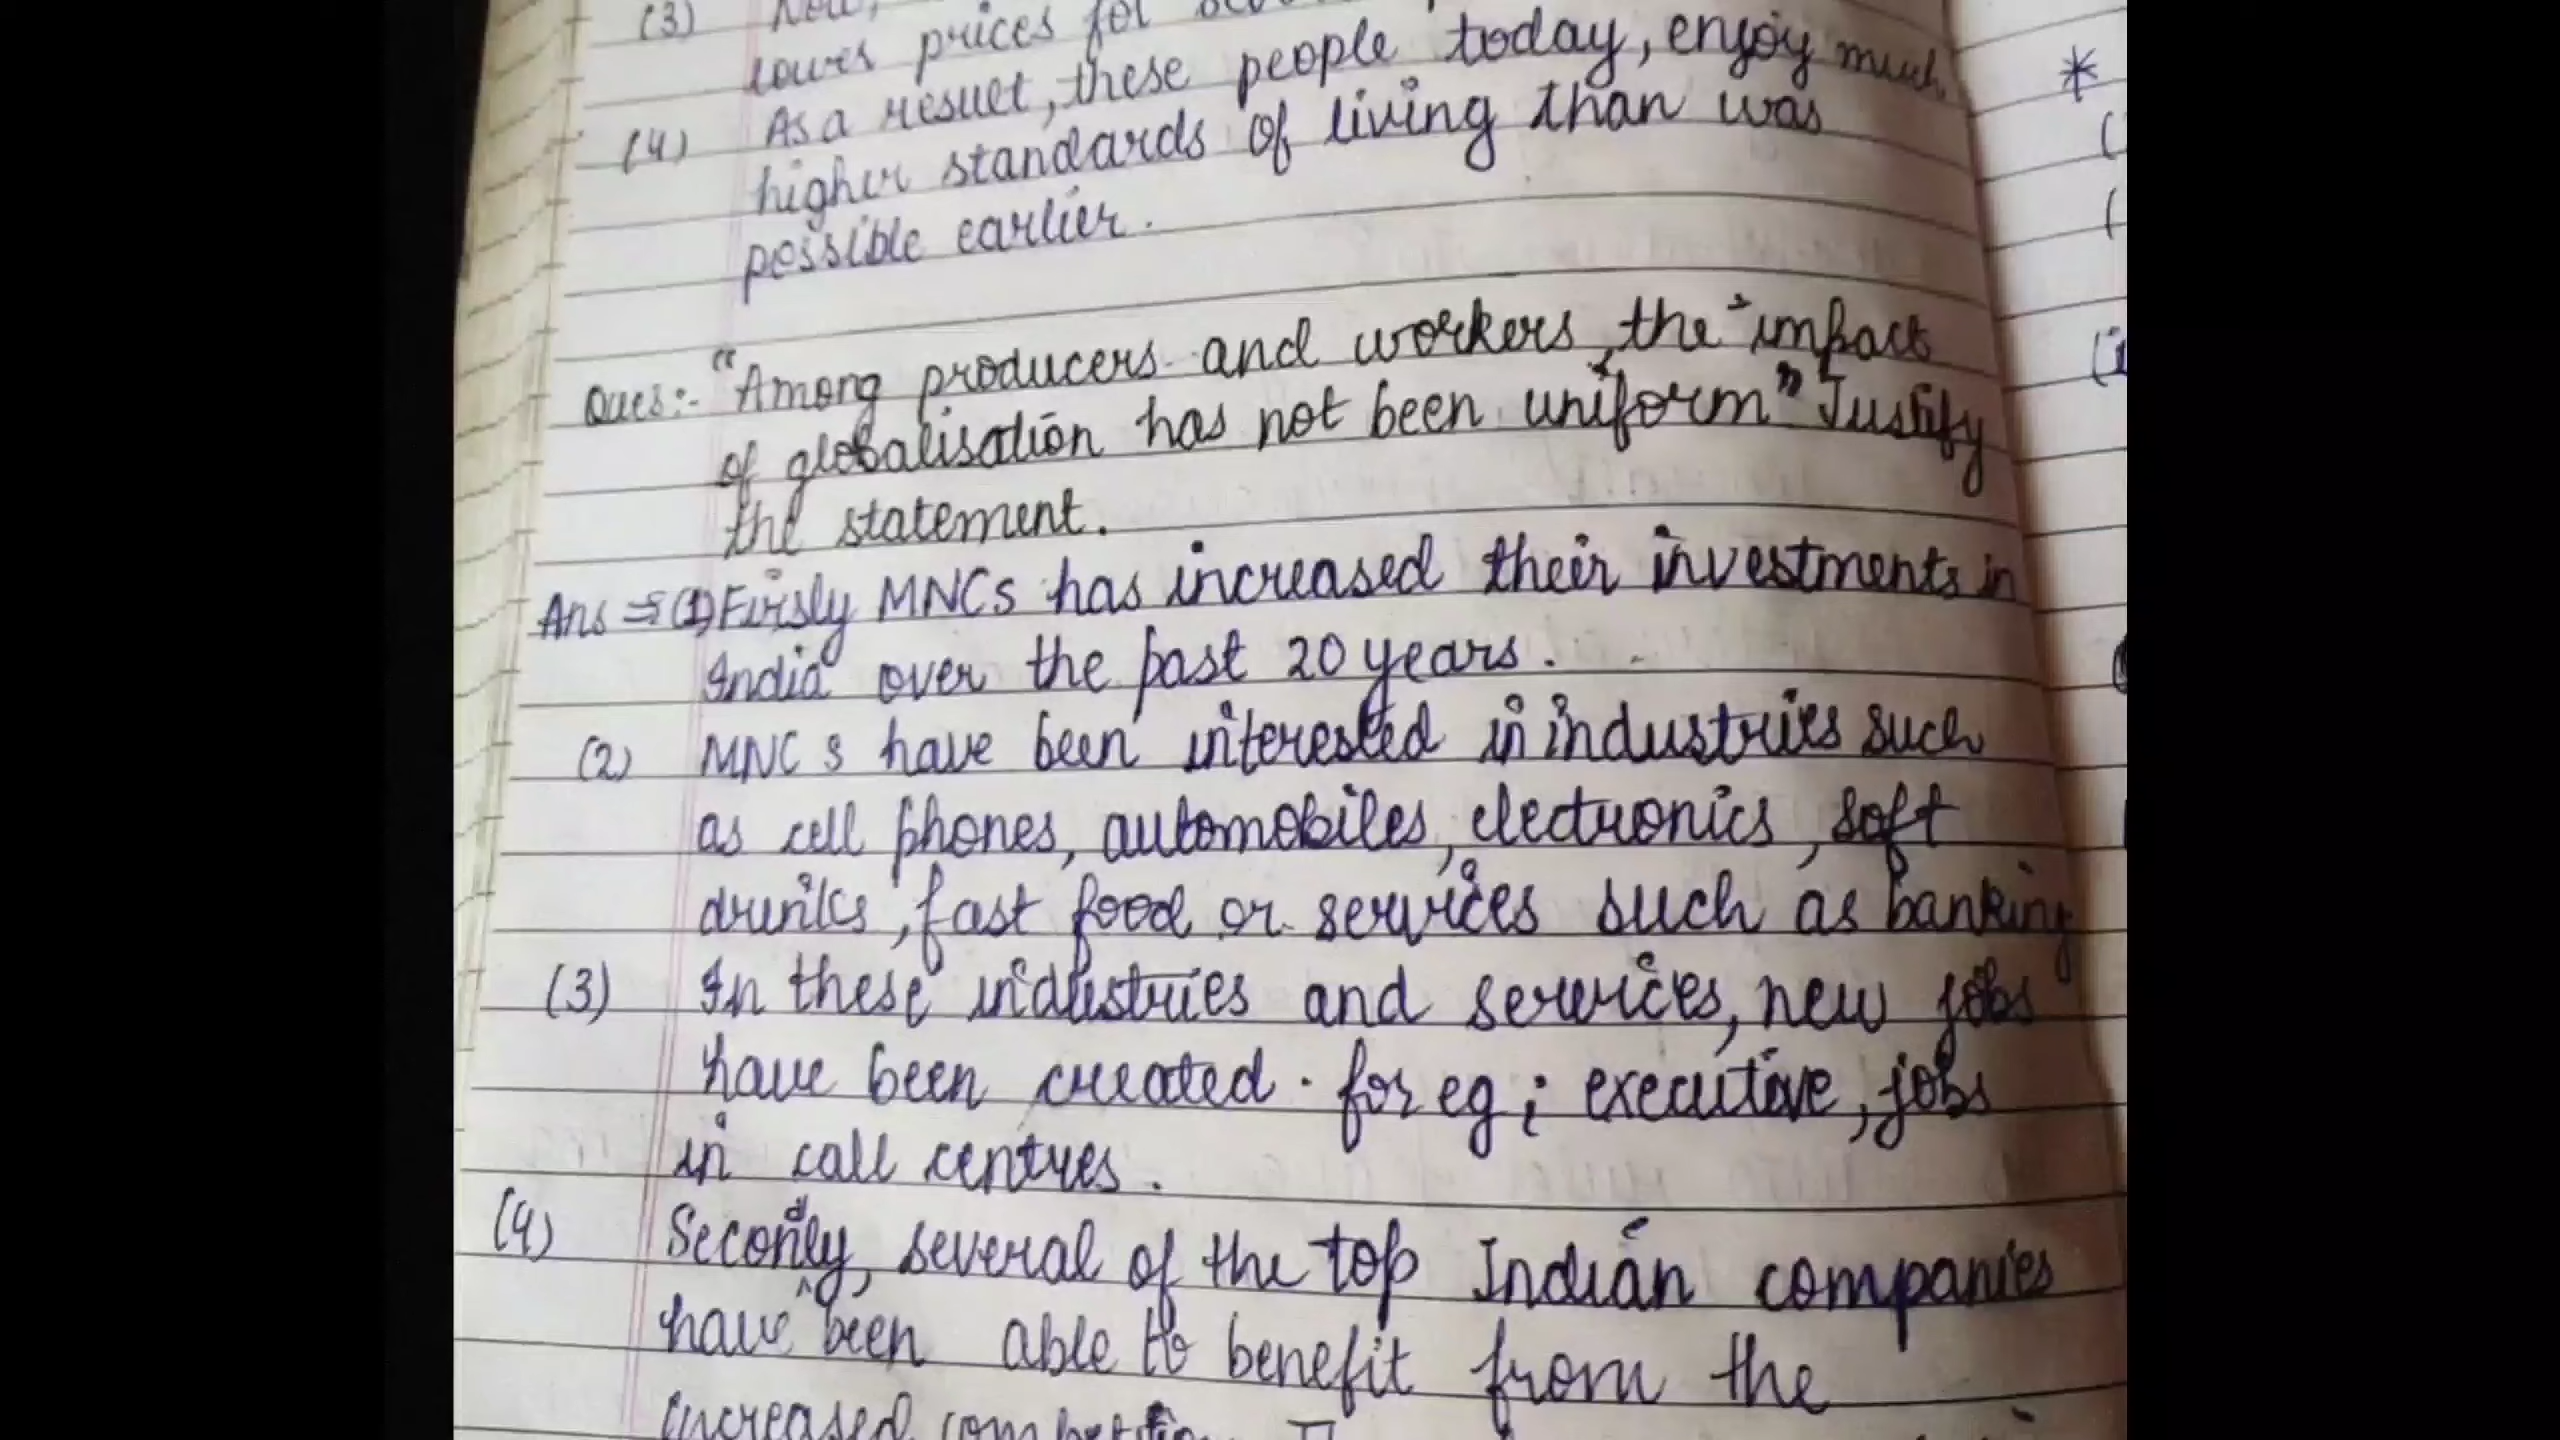 (3)
lower prices for
(4) As a result, these people today, enjoy much
higher standards of living than was
possible earlier.
Ques:- "Among producers and workers, the impact
of globalisation has not been uniform" Justify
the statement.
Ans ⇒ (1) Firsly MNCs has increased their investments in
India over the past 20 years.
(2) MNCs have been interested in industries such
as cell phones, automobiles, electronics, soft
drinks, fast food or services such as banking
(3) In these industries and services, new jobs
have been created. for eg; executive, jobs
in call centres.
(4) Secondly, several of the top Indian companies
have been able to benefit from the
increased competition